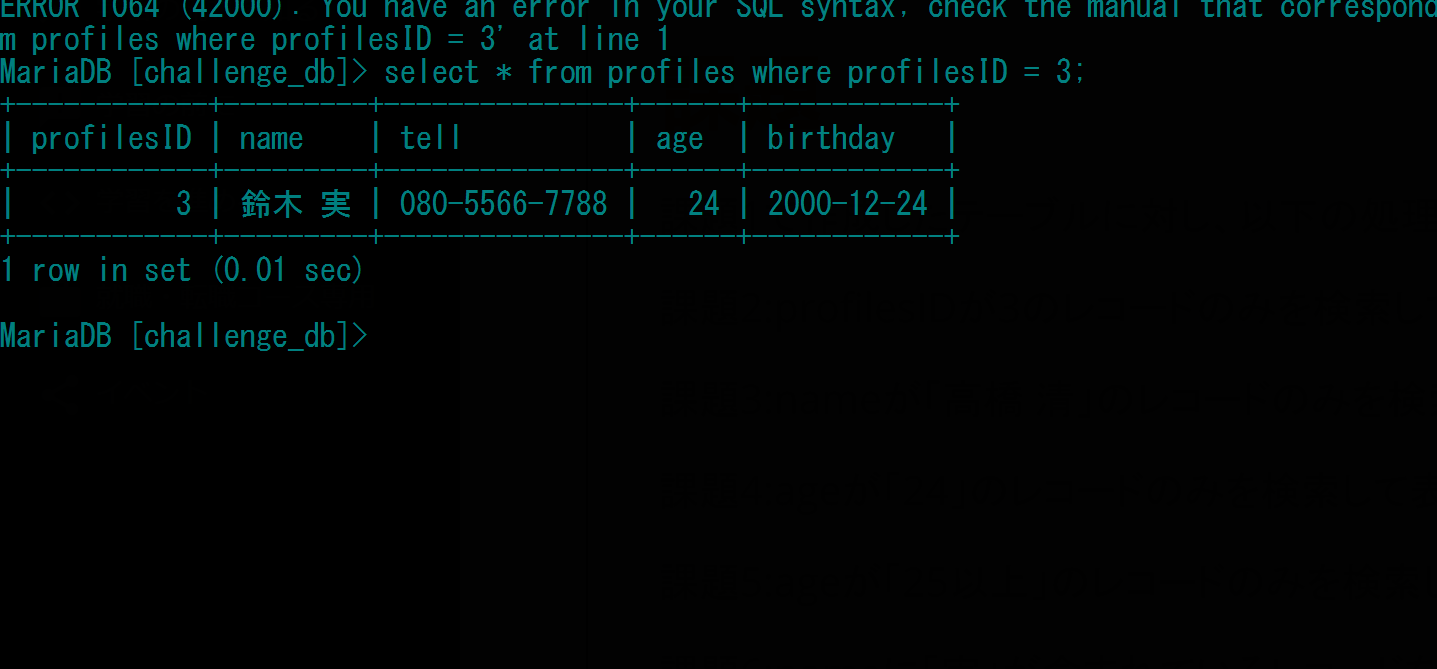 ERROR 1064 (42000): You have an error in your SQL syntax; check the manual that correspond
m profiles where profilesID = 3' at line 1
MariaDB [challenge_db]> select * from profiles where profilesID = 3;
+-----------+---------+---------------+------+------------+
| profilesID | name | tell | age | birthday |
+-----------+---------+---------------+------+------------+
| 3 | 鈴木 実 | 080-5566-7788 | 24 | 2000-12-24 |
+-----------+---------+---------------+------+------------+
1 row in set (0.01 sec)
MariaDB [challenge_db]>